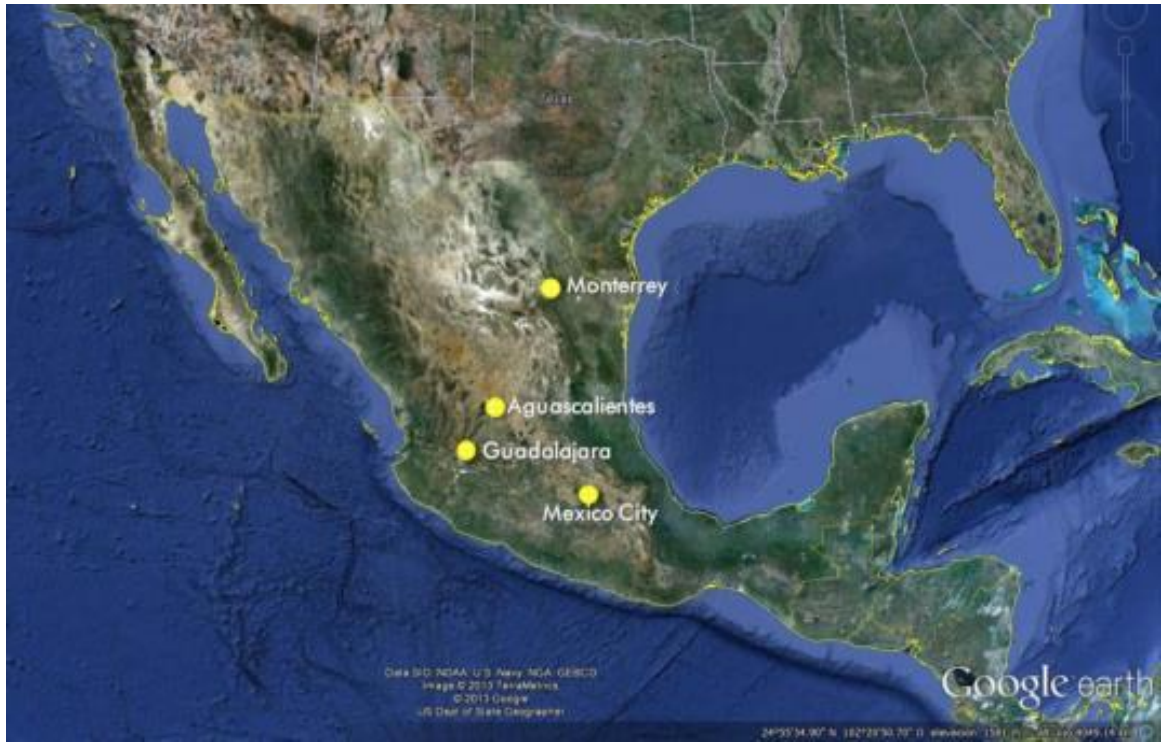 Texas
Monterrey
Aguascalientes
Guadalajara
Mexico City
Data SIO, NOAA, U.S. Navy, NGA, GEBCO
Image © 2013 TerraMetrics
© 2013 Google
US Dept of State Geographer
Google earth